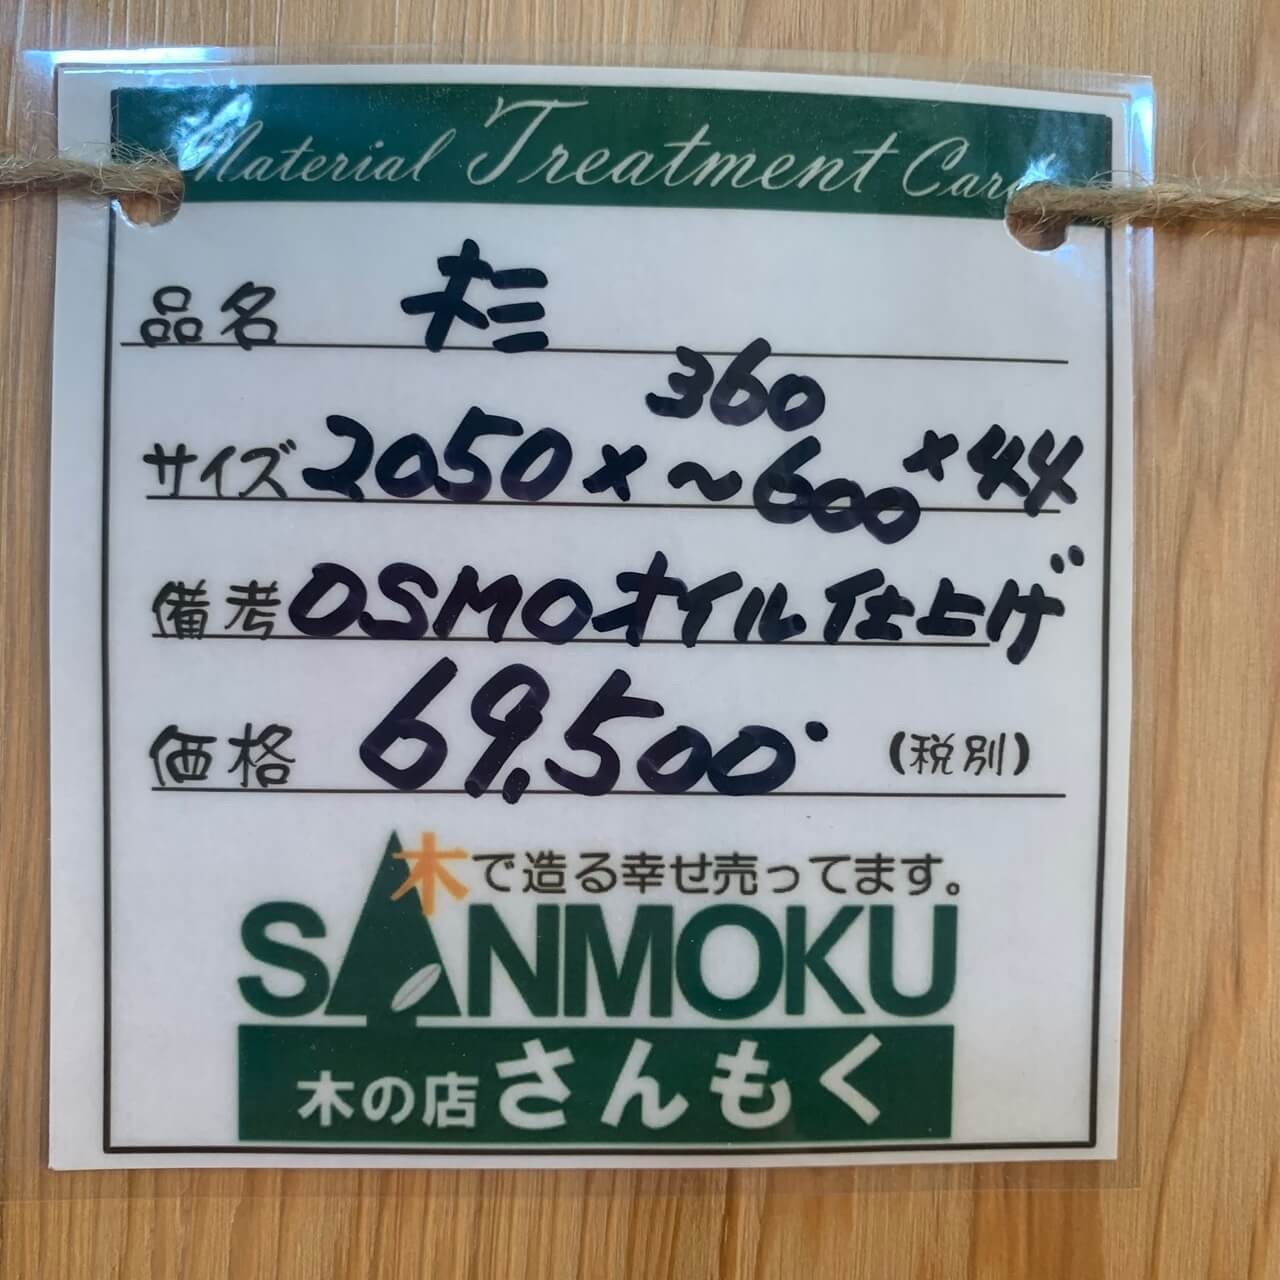 Material Treatment Card
品名 杉
360
サイズ 2050×~600×44
備考 OSMOオイル仕上げ
価格 69,500・ (税別)
木で造る幸せ売ってます。
SANMOKU
木の店さんもく